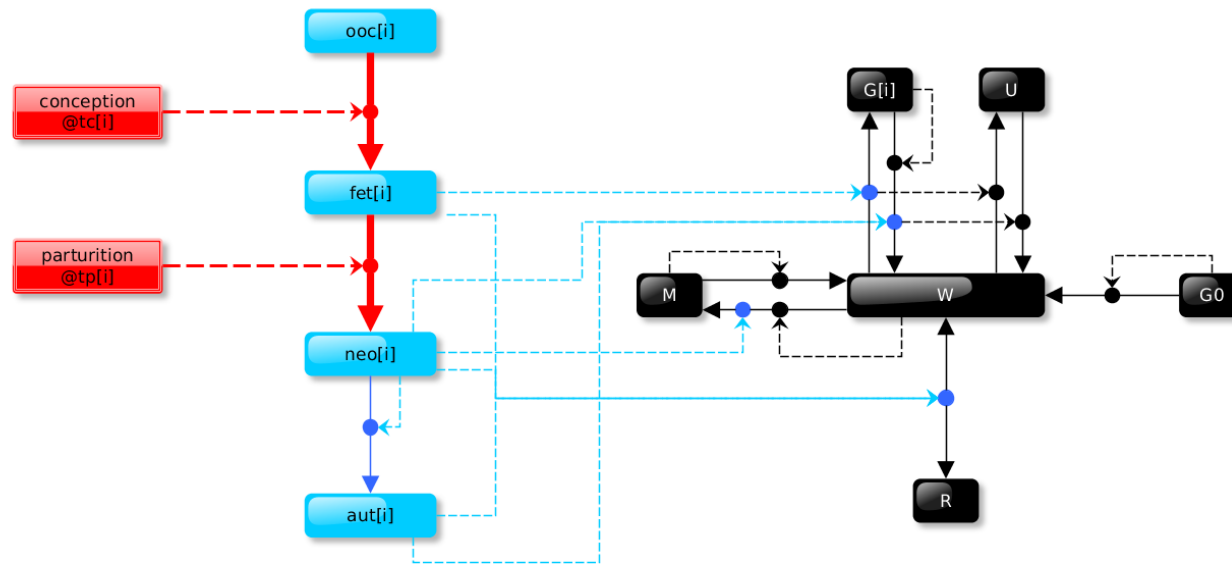 ooc[i]
conception
@tc[i]
G[i]
U
fet[i]
parturition
@tp[i]
M
W
G0
neo[i]
R
aut[i]